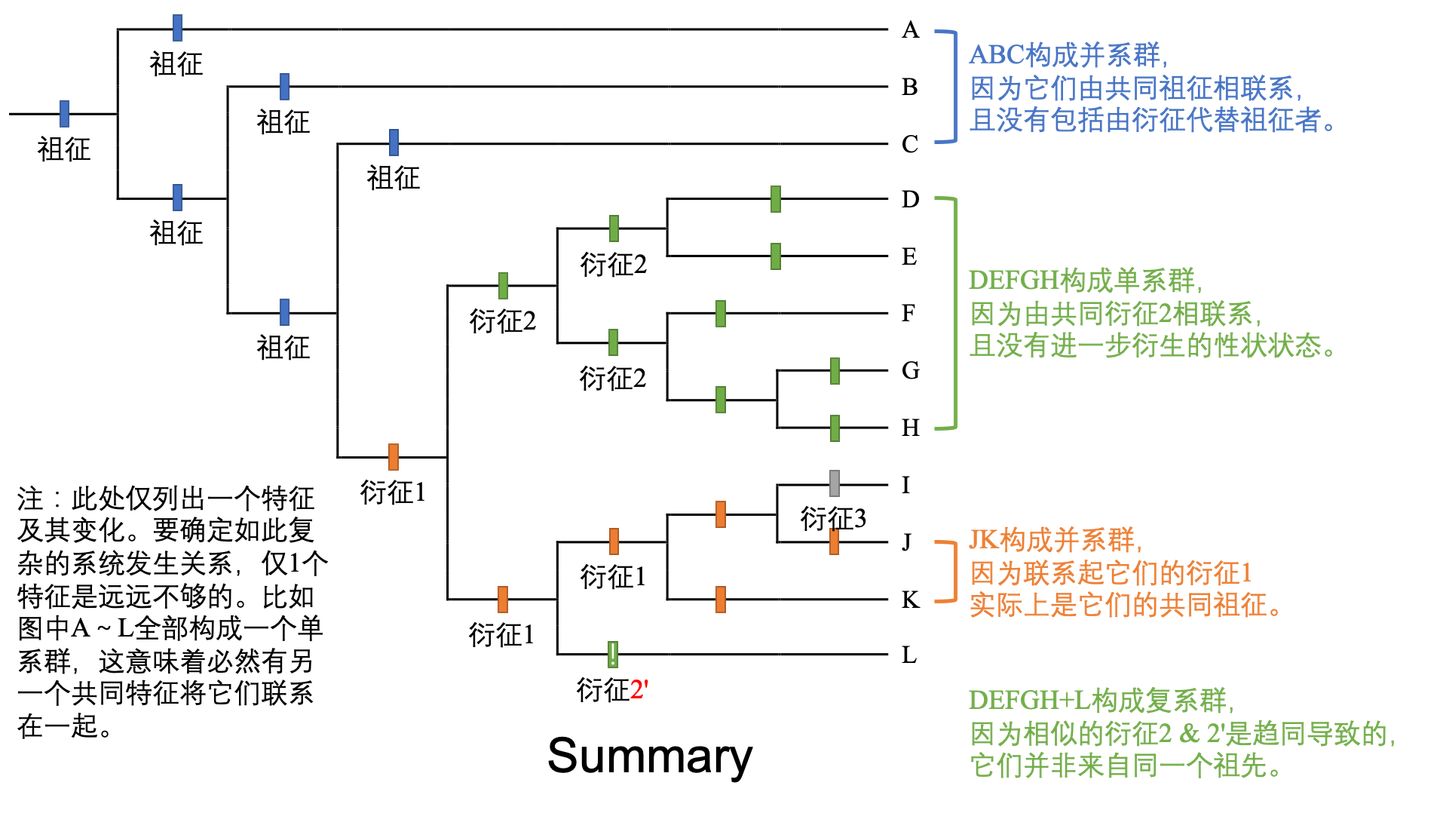 A
祖征
B
祖征
祖征
C
祖征
祖征
D
E
衍征2
F
衍征2
祖征
G
衍征2
H
衍征1
I
衍征3
J
衍征1
K
衍征1
L
衍征2'
ABC构成并系群，
因为它们由共同祖征相联系，
且没有包括由衍征代替祖征者。
DEFGH构成单系群，
因为由共同衍征2相联系，
且没有进一步衍生的性状状态。
JK构成并系群，
因为联系起它们的衍征1
实际上是它们的共同祖征。
DEFGH+L构成复系群，
因为相似的衍征2 & 2'是趋同导致的，
它们并非来自同一个祖先。
注：此处仅列出一个特征
及其变化。要确定如此复
杂的系统发生关系，仅1个
特征是远远不够的。比如
图中A～L全部构成一个单
系群，这意味着必然有另
一个共同特征将它们联系
在一起。
!
Summary